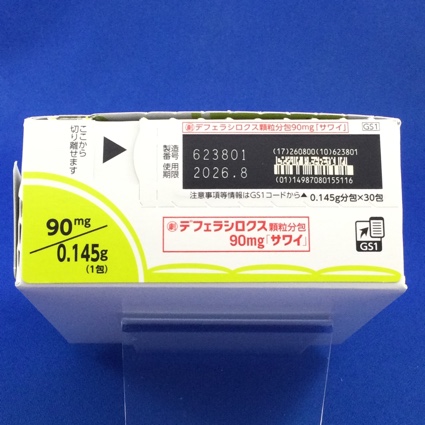 ここから
切り離せます
劇 デフェラシロクス顆粒分包90mg「サワイ」
GS1
製造
番号
623801
使用
期限
2026.8
(17)260800(10)623801
(01)14987080155116
注意事項等情報はGS1コードから▲
0.145g分包×30包
90mg
0.145g
(1包)
劇 デフェラシロクス顆粒分包
90mg「サワイ」
GS1